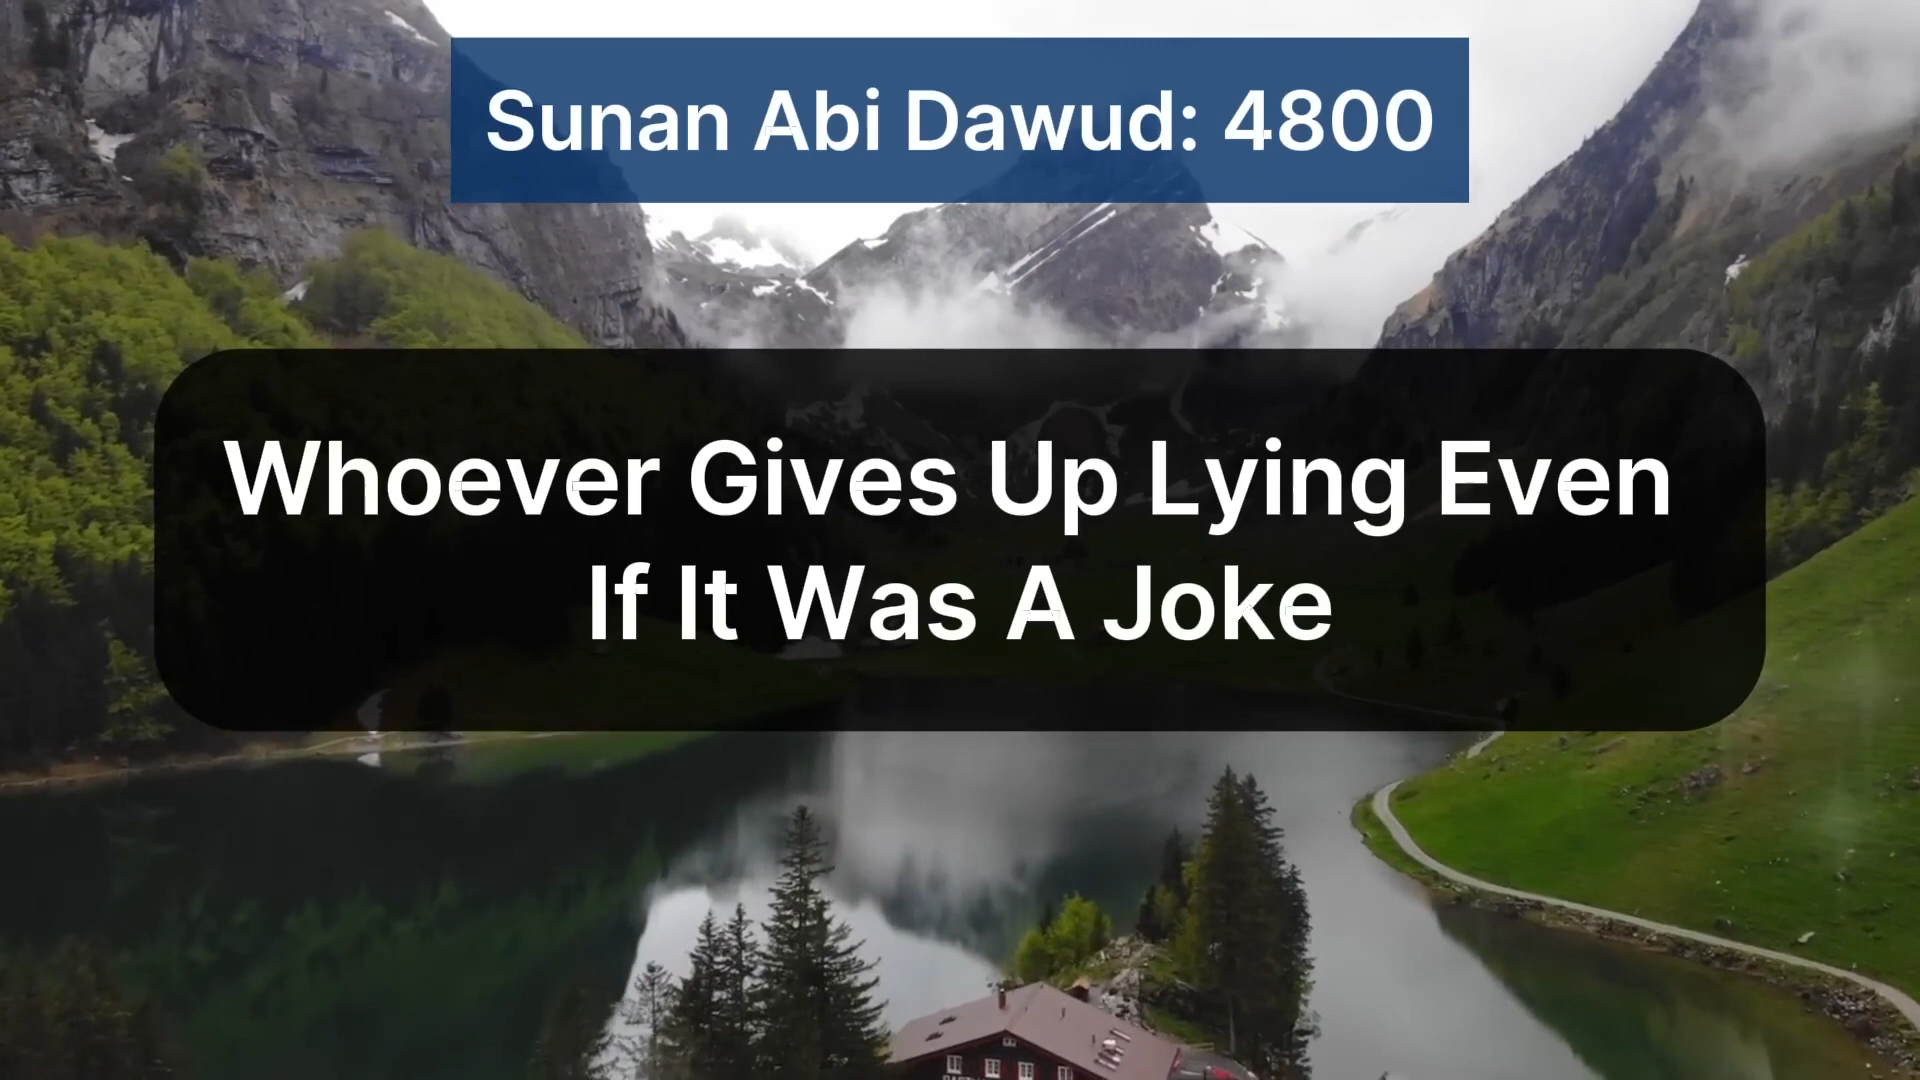 Sunan Abi Dawud: 4800
Whoever Gives Up Lying Even
If It Was A Joke